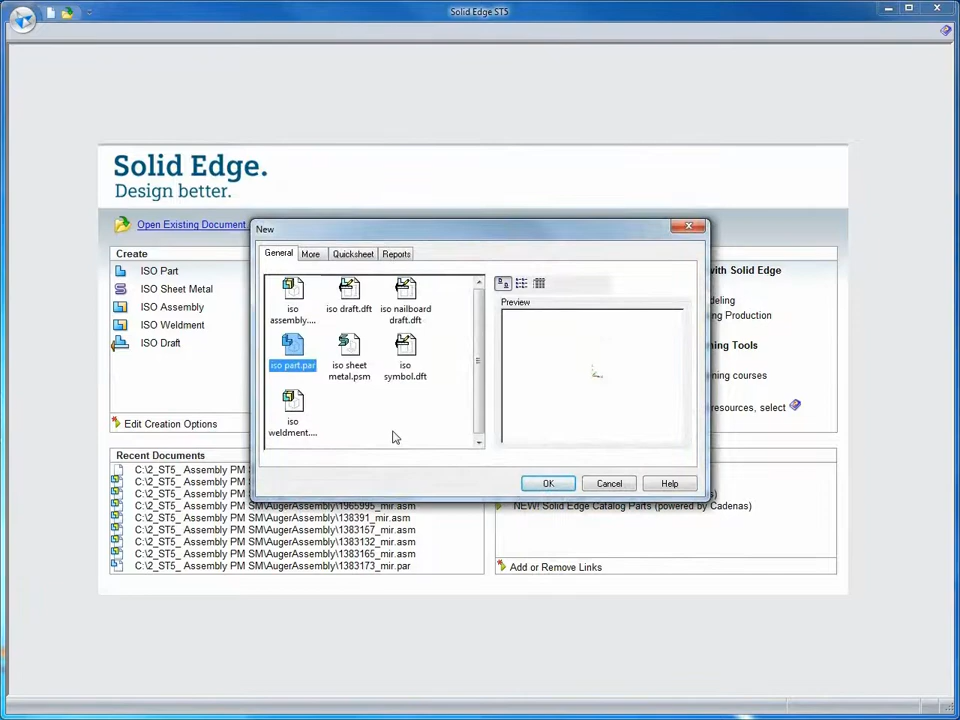 Solid Edge ST5
Solid Edge.
Design better.
Open Existing Document
New
General More Quicksheet Reports
iso assembly....
iso draft.dft
iso nailboard draft.dft
iso part.par
iso sheet metal.psm
iso symbol.dft
iso weldment....
Preview
OK Cancel Help
Create
ISO Part
ISO Sheet Metal
ISO Assembly
ISO Weldment
ISO Draft
Edit Creation Options
with Solid Edge
deling
ng Production
ning Tools
ning courses
resources, select
Recent Documents
C:\2_ST5_ Assembly PM S
C:\2_ST5_ Assembly PM S
C:\2_ST5_ Assembly PM S
C:\2_ST5_ Assembly PM SM\AugerAssembly\1965995_mir.asm
C:\2_ST5_ Assembly PM SM\AugerAssembly\138391_mir.asm
C:\2_ST5_ Assembly PM SM\AugerAssembly\1383157_mir.asm
C:\2_ST5_ Assembly PM SM\AugerAssembly\1383132_mir.asm
C:\2_ST5_ Assembly PM SM\AugerAssembly\1383165_mir.asm
C:\2_ST5_ Assembly PM SM\AugerAssembly\1383173_mir.par
NEW! Solid Edge Catalog Parts (powered by Cadenas)
Add or Remove Links